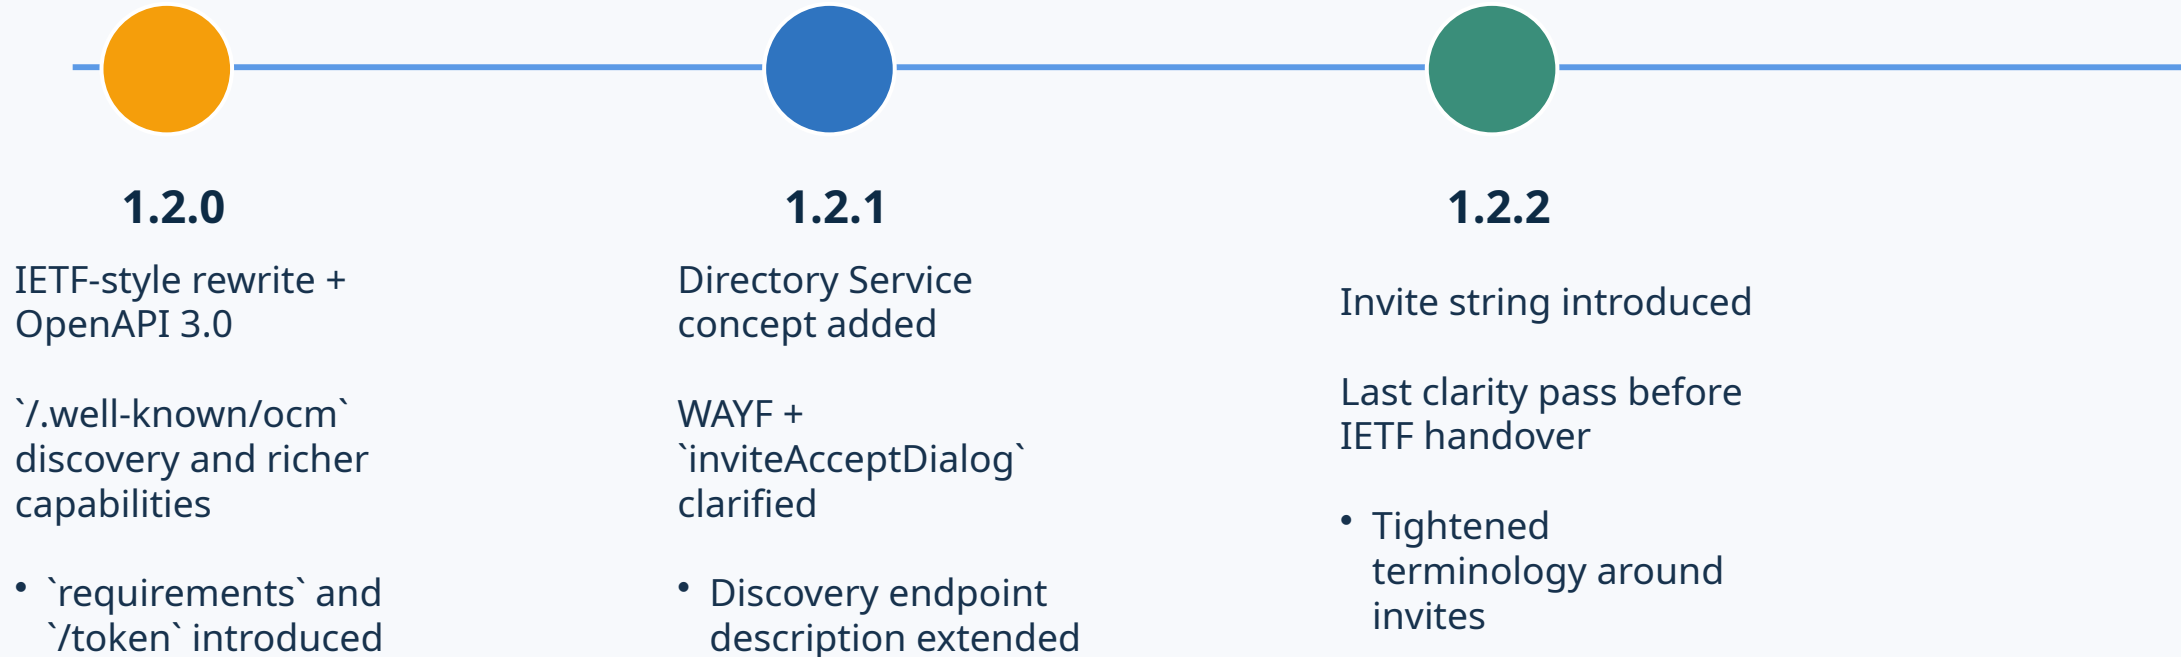 1.2.0
IETF-style rewrite +
OpenAPI 3.0
`/.well-known/ocm`
discovery and richer
capabilities
• `requirements` and
`/token` introduced
1.2.1
Directory Service
concept added
WAYF +
`inviteAcceptDialog`
clarified
• Discovery endpoint
description extended
1.2.2
Invite string introduced
Last clarity pass before
IETF handover
• Tightened
terminology around
invites